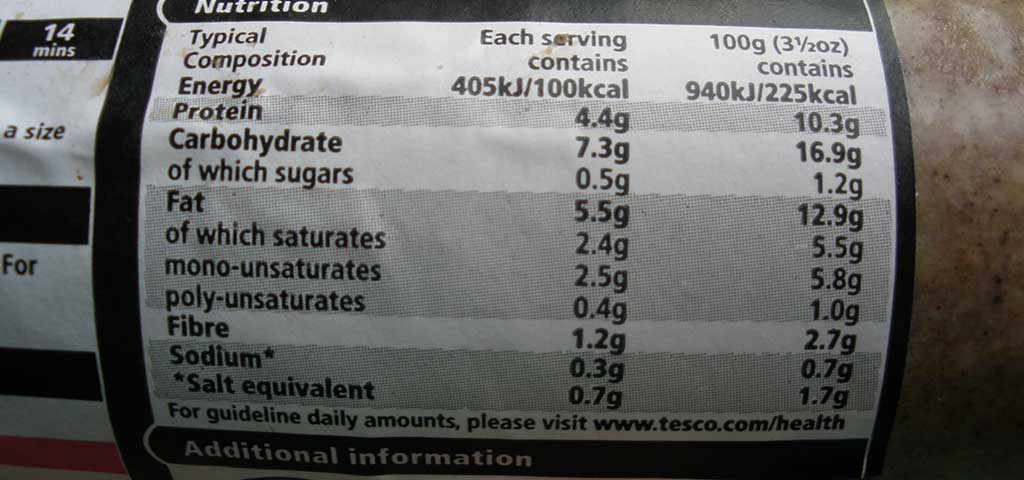 Nutrition
14
mins
a size
For
Typical Composition Each serving contains 100g (3½oz) contains
Energy 405kJ/100kcal 940kJ/225kcal
Protein 4.4g 10.3g
Carbohydrate 7.3g 16.9g
of which sugars 0.5g 1.2g
Fat 5.5g 12.9g
of which saturates 2.4g 5.5g
mono-unsaturates 2.5g 5.8g
poly-unsaturates 0.4g 1.0g
Fibre 1.2g 2.7g
Sodium* 0.3g 0.7g
*Salt equivalent 0.7g 1.7g
For guideline daily amounts, please visit www.tesco.com/health
Additional information